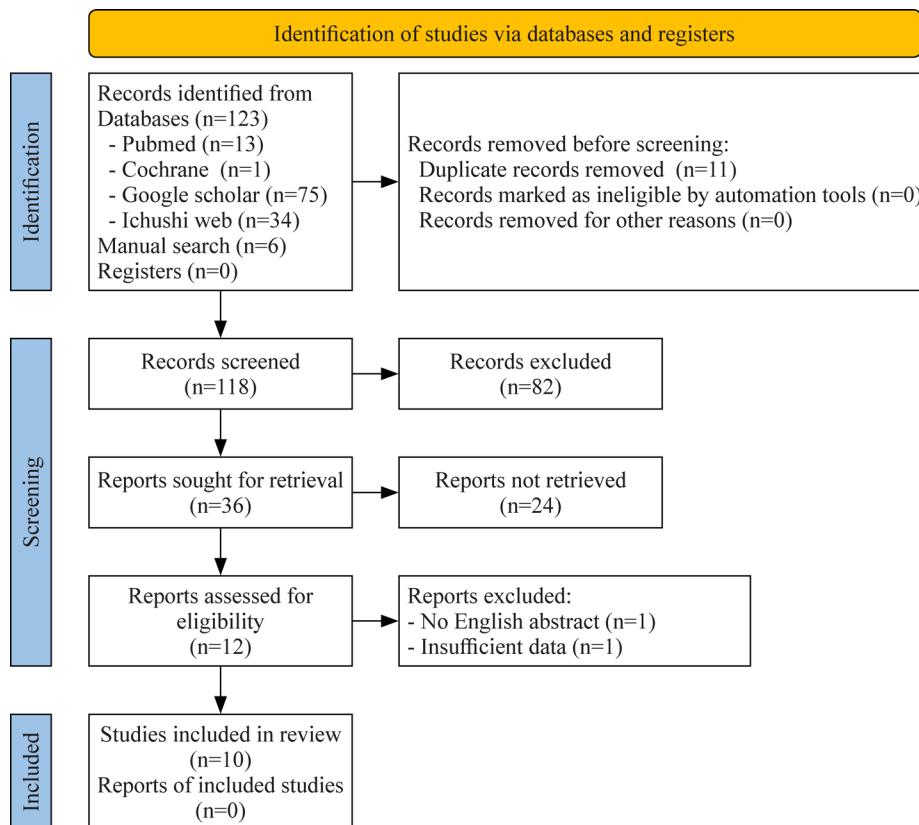 Identification of studies via databases and registers
Identification
Records identified from
Databases (n=123)
- Pubmed (n=13)
- Cochrane (n=1)
- Google scholar (n=75)
- Ichushi web (n=34)
Manual search (n=6)
Registers (n=0)
Records removed before screening:
Duplicate records removed (n=11)
Records marked as ineligible by automation tools (n=0)
Records removed for other reasons (n=0)
Screening
Records screened
(n=118)
Records excluded
(n=82)
Reports sought for retrieval
(n=36)
Reports not retrieved
(n=24)
Reports assessed for
eligibility
(n=12)
Reports excluded:
- No English abstract (n=1)
- Insufficient data (n=1)
Included
Studies included in review
(n=10)
Reports of included studies
(n=0)